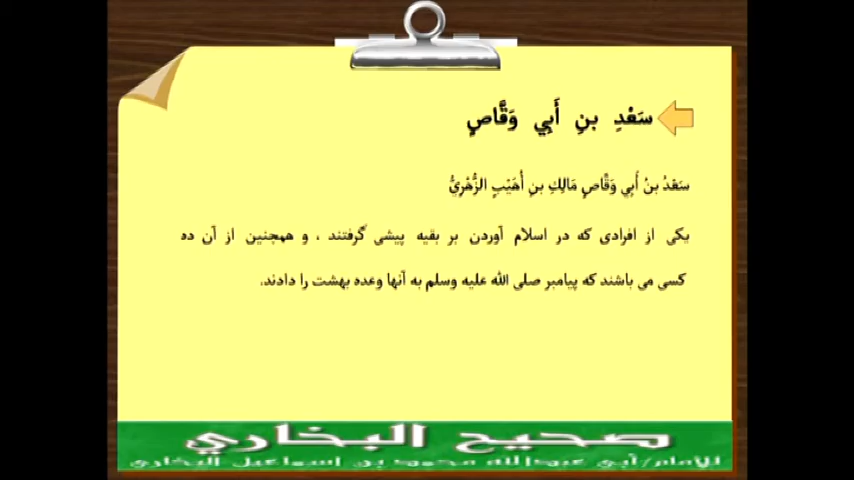 سَعْدِ بنِ أَبِي وَقَّاصٍ
سَعْدُ بنُ أَبِي وَقَّاصٍ مَالِكِ بنِ أُهَيْبٍ الزُّهْرِيُّ
یکی از افرادی که در اسلام آوردن بر بقیه پیشی گرفتند ، و همچنین از آن ده
کسی می باشند که پیامبر صلی الله علیه وسلم به آنها وعده بهشت را دادند.
صحيح البخاري
للإمام/أبي عبدالله محمد بن إسماعيل البخاري